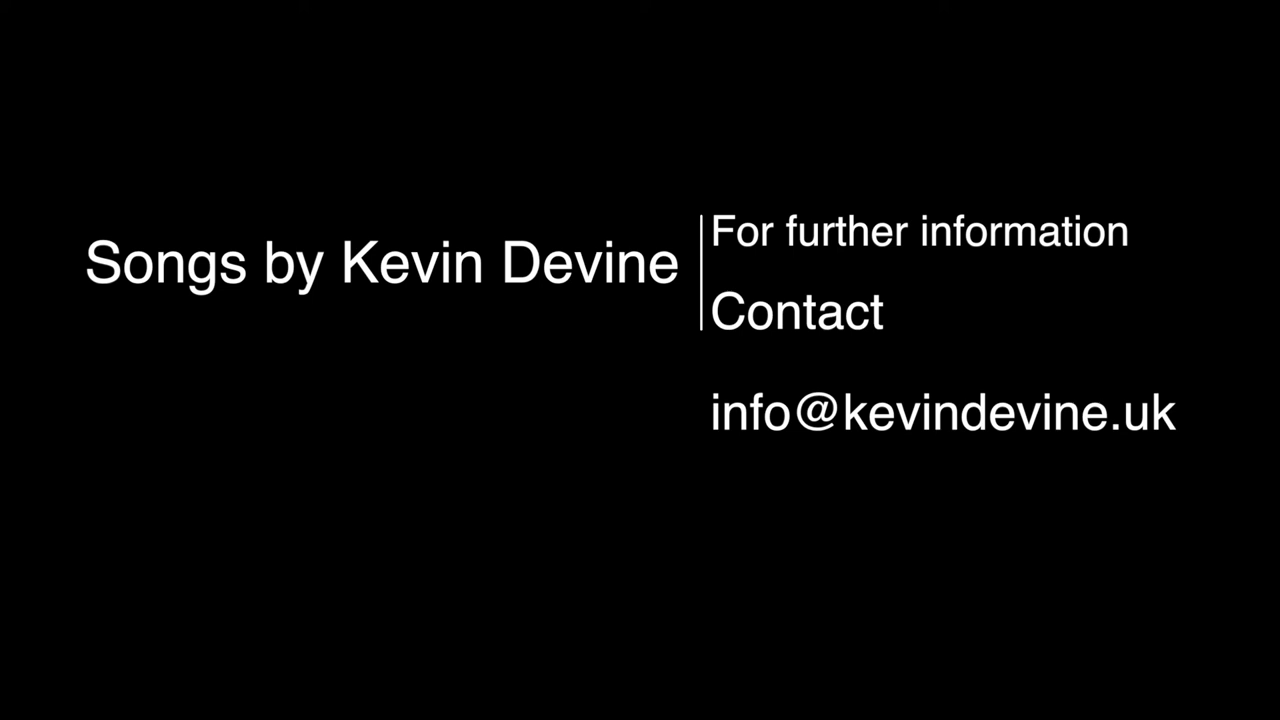 Songs by Kevin Devine
For further information
Contact
info@kevindevine.uk